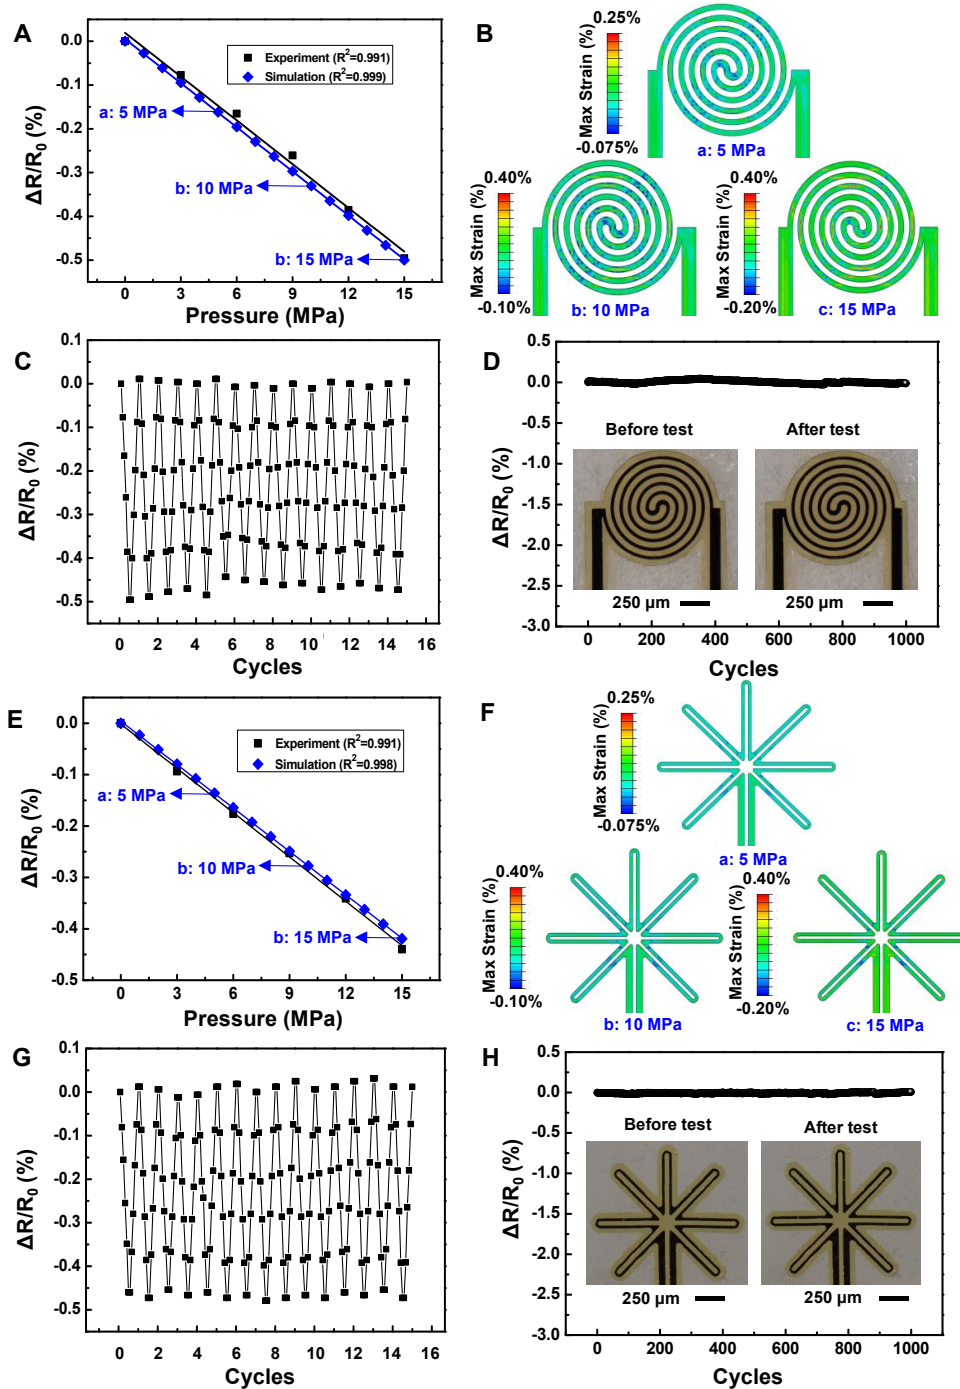 A
0.0
-0.1
-0.2
-0.3
-0.4
-0.5
ΔR/R0 (%)
Experiment (R2=0.991)
Simulation (R2=0.999)
a: 5 MPa
b: 10 MPa
b: 15 MPa
0 3 6 9 12 15
Pressure (MPa)
B
Max Strain (%)
0.25%
-0.075%
a: 5 MPa
Max Strain (%)
0.40%
-0.10%
b: 10 MPa
Max Strain (%)
0.40%
-0.20%
c: 15 MPa
C
0.1
0.0
-0.1
-0.2
-0.3
-0.4
-0.5
ΔR/R0 (%)
0 2 4 6 8 10 12 14 16
Cycles
D
0.5
0.0
-0.5
-1.0
-1.5
-2.0
-2.5
-3.0
ΔR/R0 (%)
Before test After test
250 μm 250 μm
0 200 400 600 800 1000
Cycles
E
0.0
-0.1
-0.2
-0.3
-0.4
-0.5
ΔR/R0 (%)
Experiment (R2=0.991)
Simulation (R2=0.998)
a: 5 MPa
b: 10 MPa
b: 15 MPa
0 3 6 9 12 15
Pressure (MPa)
F
Max Strain (%)
0.25%
-0.075%
a: 5 MPa
Max Strain (%)
0.40%
-0.10%
b: 10 MPa
Max Strain (%)
0.40%
-0.20%
c: 15 MPa
G
0.1
0.0
-0.1
-0.2
-0.3
-0.4
-0.5
ΔR/R0 (%)
0 2 4 6 8 10 12 14 16
Cycles
H
0.5
0.0
-0.5
-1.0
-1.5
-2.0
-2.5
-3.0
ΔR/R0 (%)
Before test After test
250 μm 250 μm
0 200 400 600 800 1000
Cycles